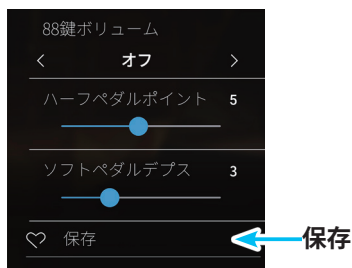 88鍵ボリューム
< オフ >
ハーフペダルポイント 5
ソフトペダルデプス 3
保存 保存